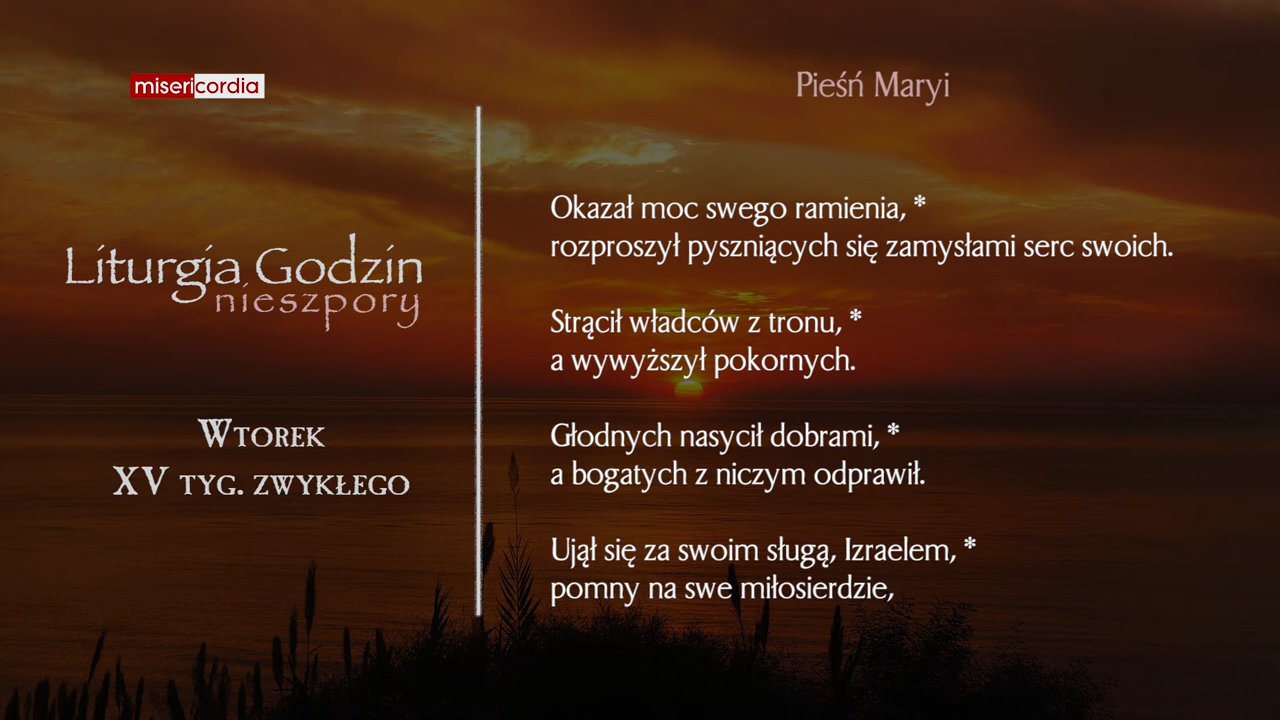 misericordia
Liturgia Godzin
nieszpory
Wtorek
XV tyg. zwykłego
Pieśń Maryi
Okazał moc swego ramienia, *
rozproszył pyszniących się zamysłami serc swoich.
Strącił władców z tronu, *
a wywyższył pokornych.
Głodnych nasycił dobrami, *
a bogatych z niczym odprawił.
Ujął się za swoim sługą, Izraelem, *
pomny na swe miłosierdzie,